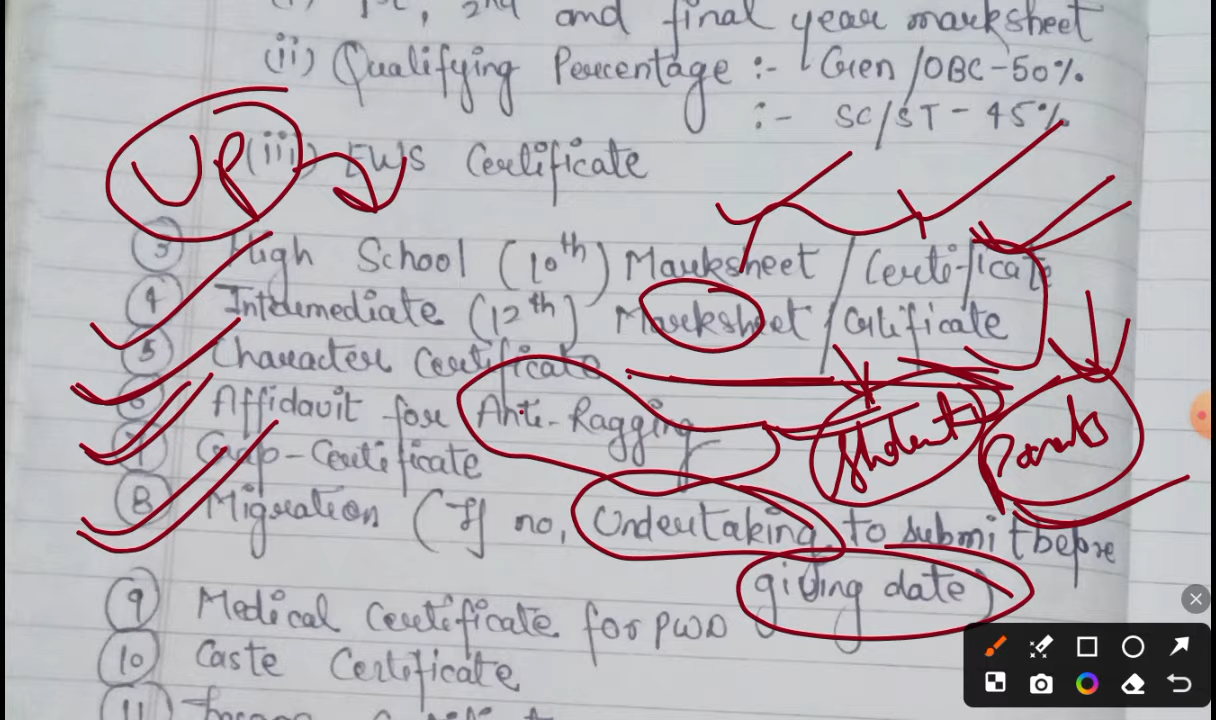 (i) 1st, 2nd and final year marksheet
(ii) Qualifying Percentage :- Gen/OBC-50%
:- SC/ST-45%
UP (iii) EWS Certificate
(3) High School (10th) Marksheet / Certificate
(4) Intermediate (12th) Marksheet / Certificate
(5) Character Certificate
(6) Affidavit for Anti-Ragging Student
(7) Gap-Certificate
(8) Migration (If no, Undertaking to submit before
giving date)
(9) Medical Certificate for PWD
(10) Caste Certificate
(11)